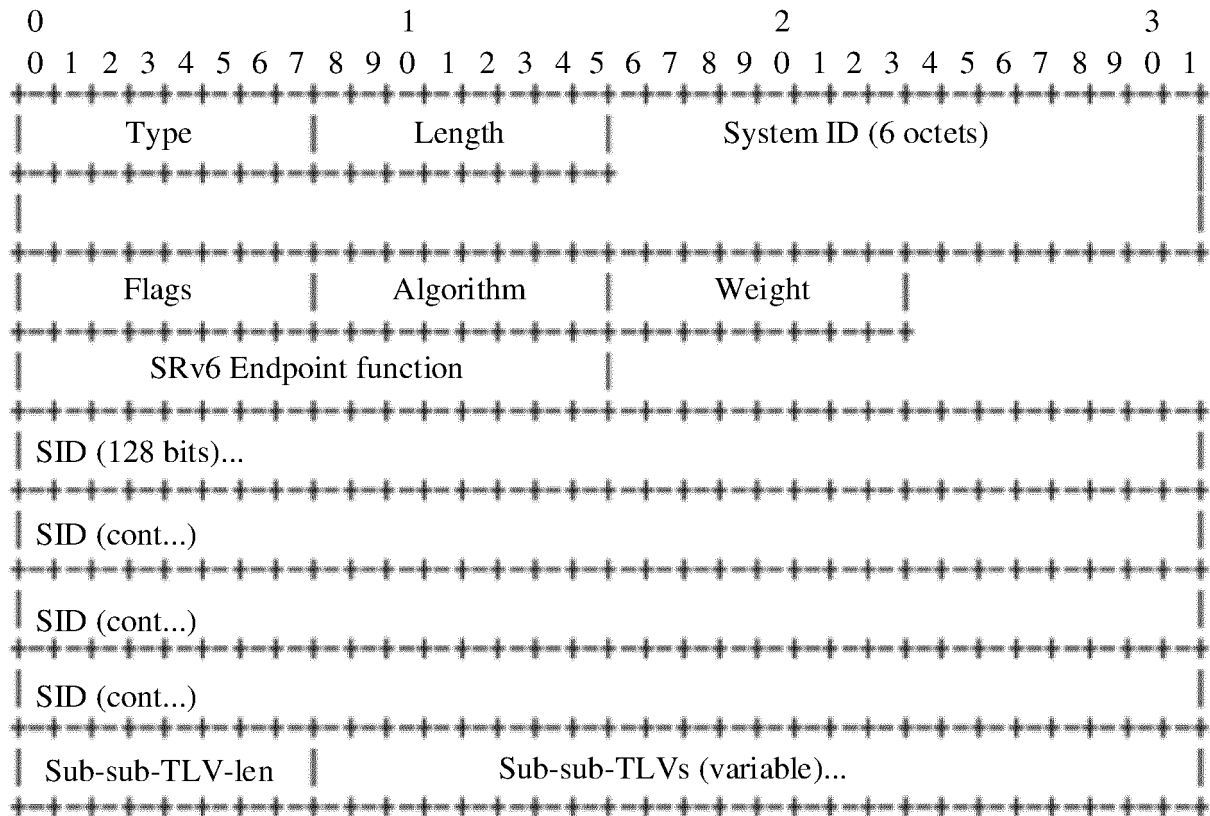 0 1 2 3
0 1 2 3 4 5 6 7 8 9 0 1 2 3 4 5 6 7 8 9 0 1 2 3 4 5 6 7 8 9 0 1
Type Length System ID (6 octets)
Flags Algorithm Weight
SRv6 Endpoint function
SID (128 bits)...
SID (cont...)
SID (cont...)
SID (cont...)
Sub-sub-TLV-len Sub-sub-TLVs (variable)...